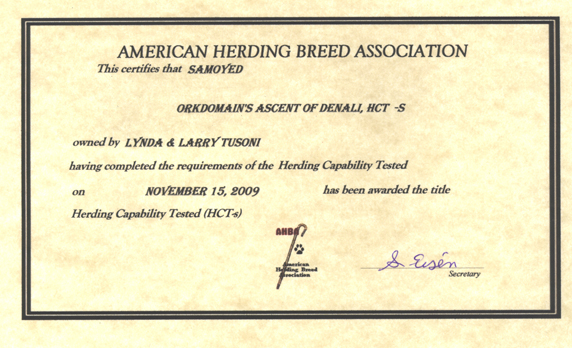 AMERICAN HERDING BREED ASSOCIATION
This certifies that SAMOYED
ORKDOMAIN'S ASCENT OF DENALI, HCT -S
owned by LYNDA & LARRY TUSONI
having completed the requirements of the Herding Capability Tested
on NOVEMBER 15, 2009 has been awarded the title
Herding Capability Tested (HCT-s)
AHBA
American
Herding Breed
Association
S Eisén
Secretary